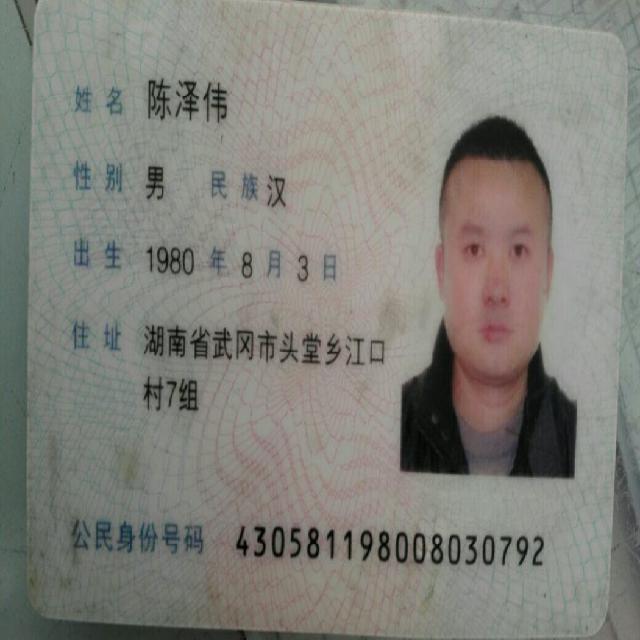 姓名 陈泽伟
性别 男 民族 汉
出生 1980 年 8 月 3 日
住址 湖南省武冈市头堂乡江口
村7组
公民身份号码 430581198008030792